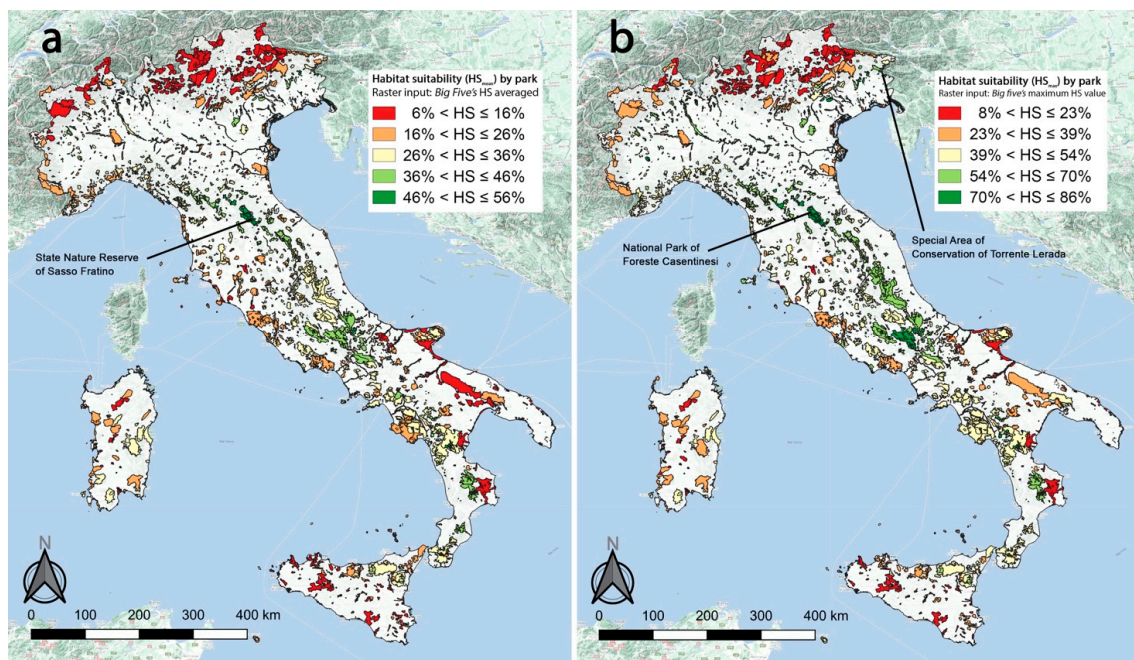 a
Habitat suitability (HSmean) by park
Raster input: Big Five's HS averaged
6% < HS ≤ 16%
16% < HS ≤ 26%
26% < HS ≤ 36%
36% < HS ≤ 46%
46% < HS ≤ 56%
State Nature Reserve
of Sasso Fratino
N
0 100 200 300 400 km
b
Habitat suitability (HS) by park
Raster input: Big five's maximum HS value
8% < HS ≤ 23%
23% < HS ≤ 39%
39% < HS ≤ 54%
54% < HS ≤ 70%
70% < HS ≤ 86%
National Park of
Foreste Casentinesi
Special Area of
Conservation of Torrente Lerada
N
0 100 200 300 400 km